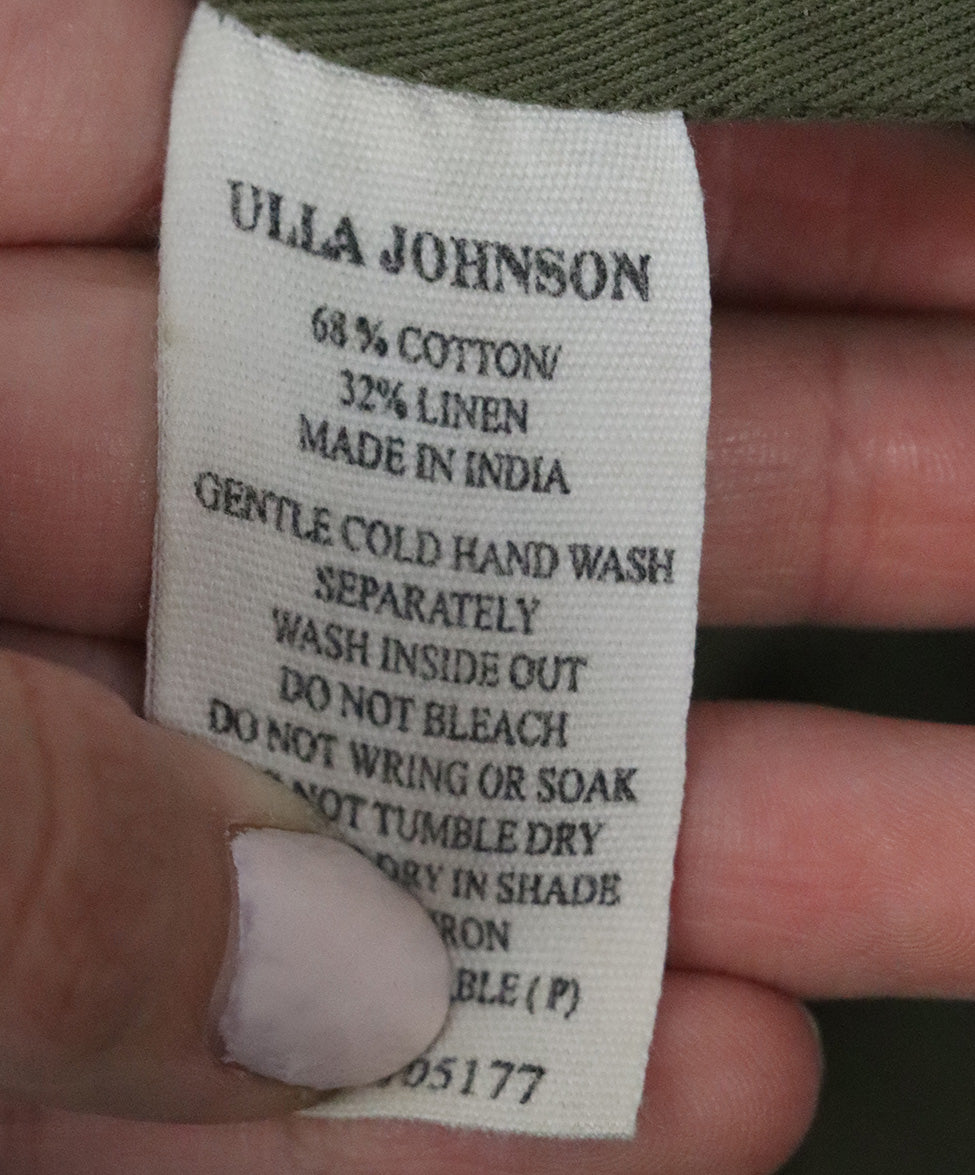 ULLA JOHNSON
68% COTTON/
32% LINEN
MADE IN INDIA
GENTLE COLD HAND WASH
SEPARATELY
WASH INSIDE OUT
DO NOT BLEACH
DO NOT WRING OR SOAK
NOT TUMBLE DRY
DRY IN SHADE
IRON
BLE (P)
05177